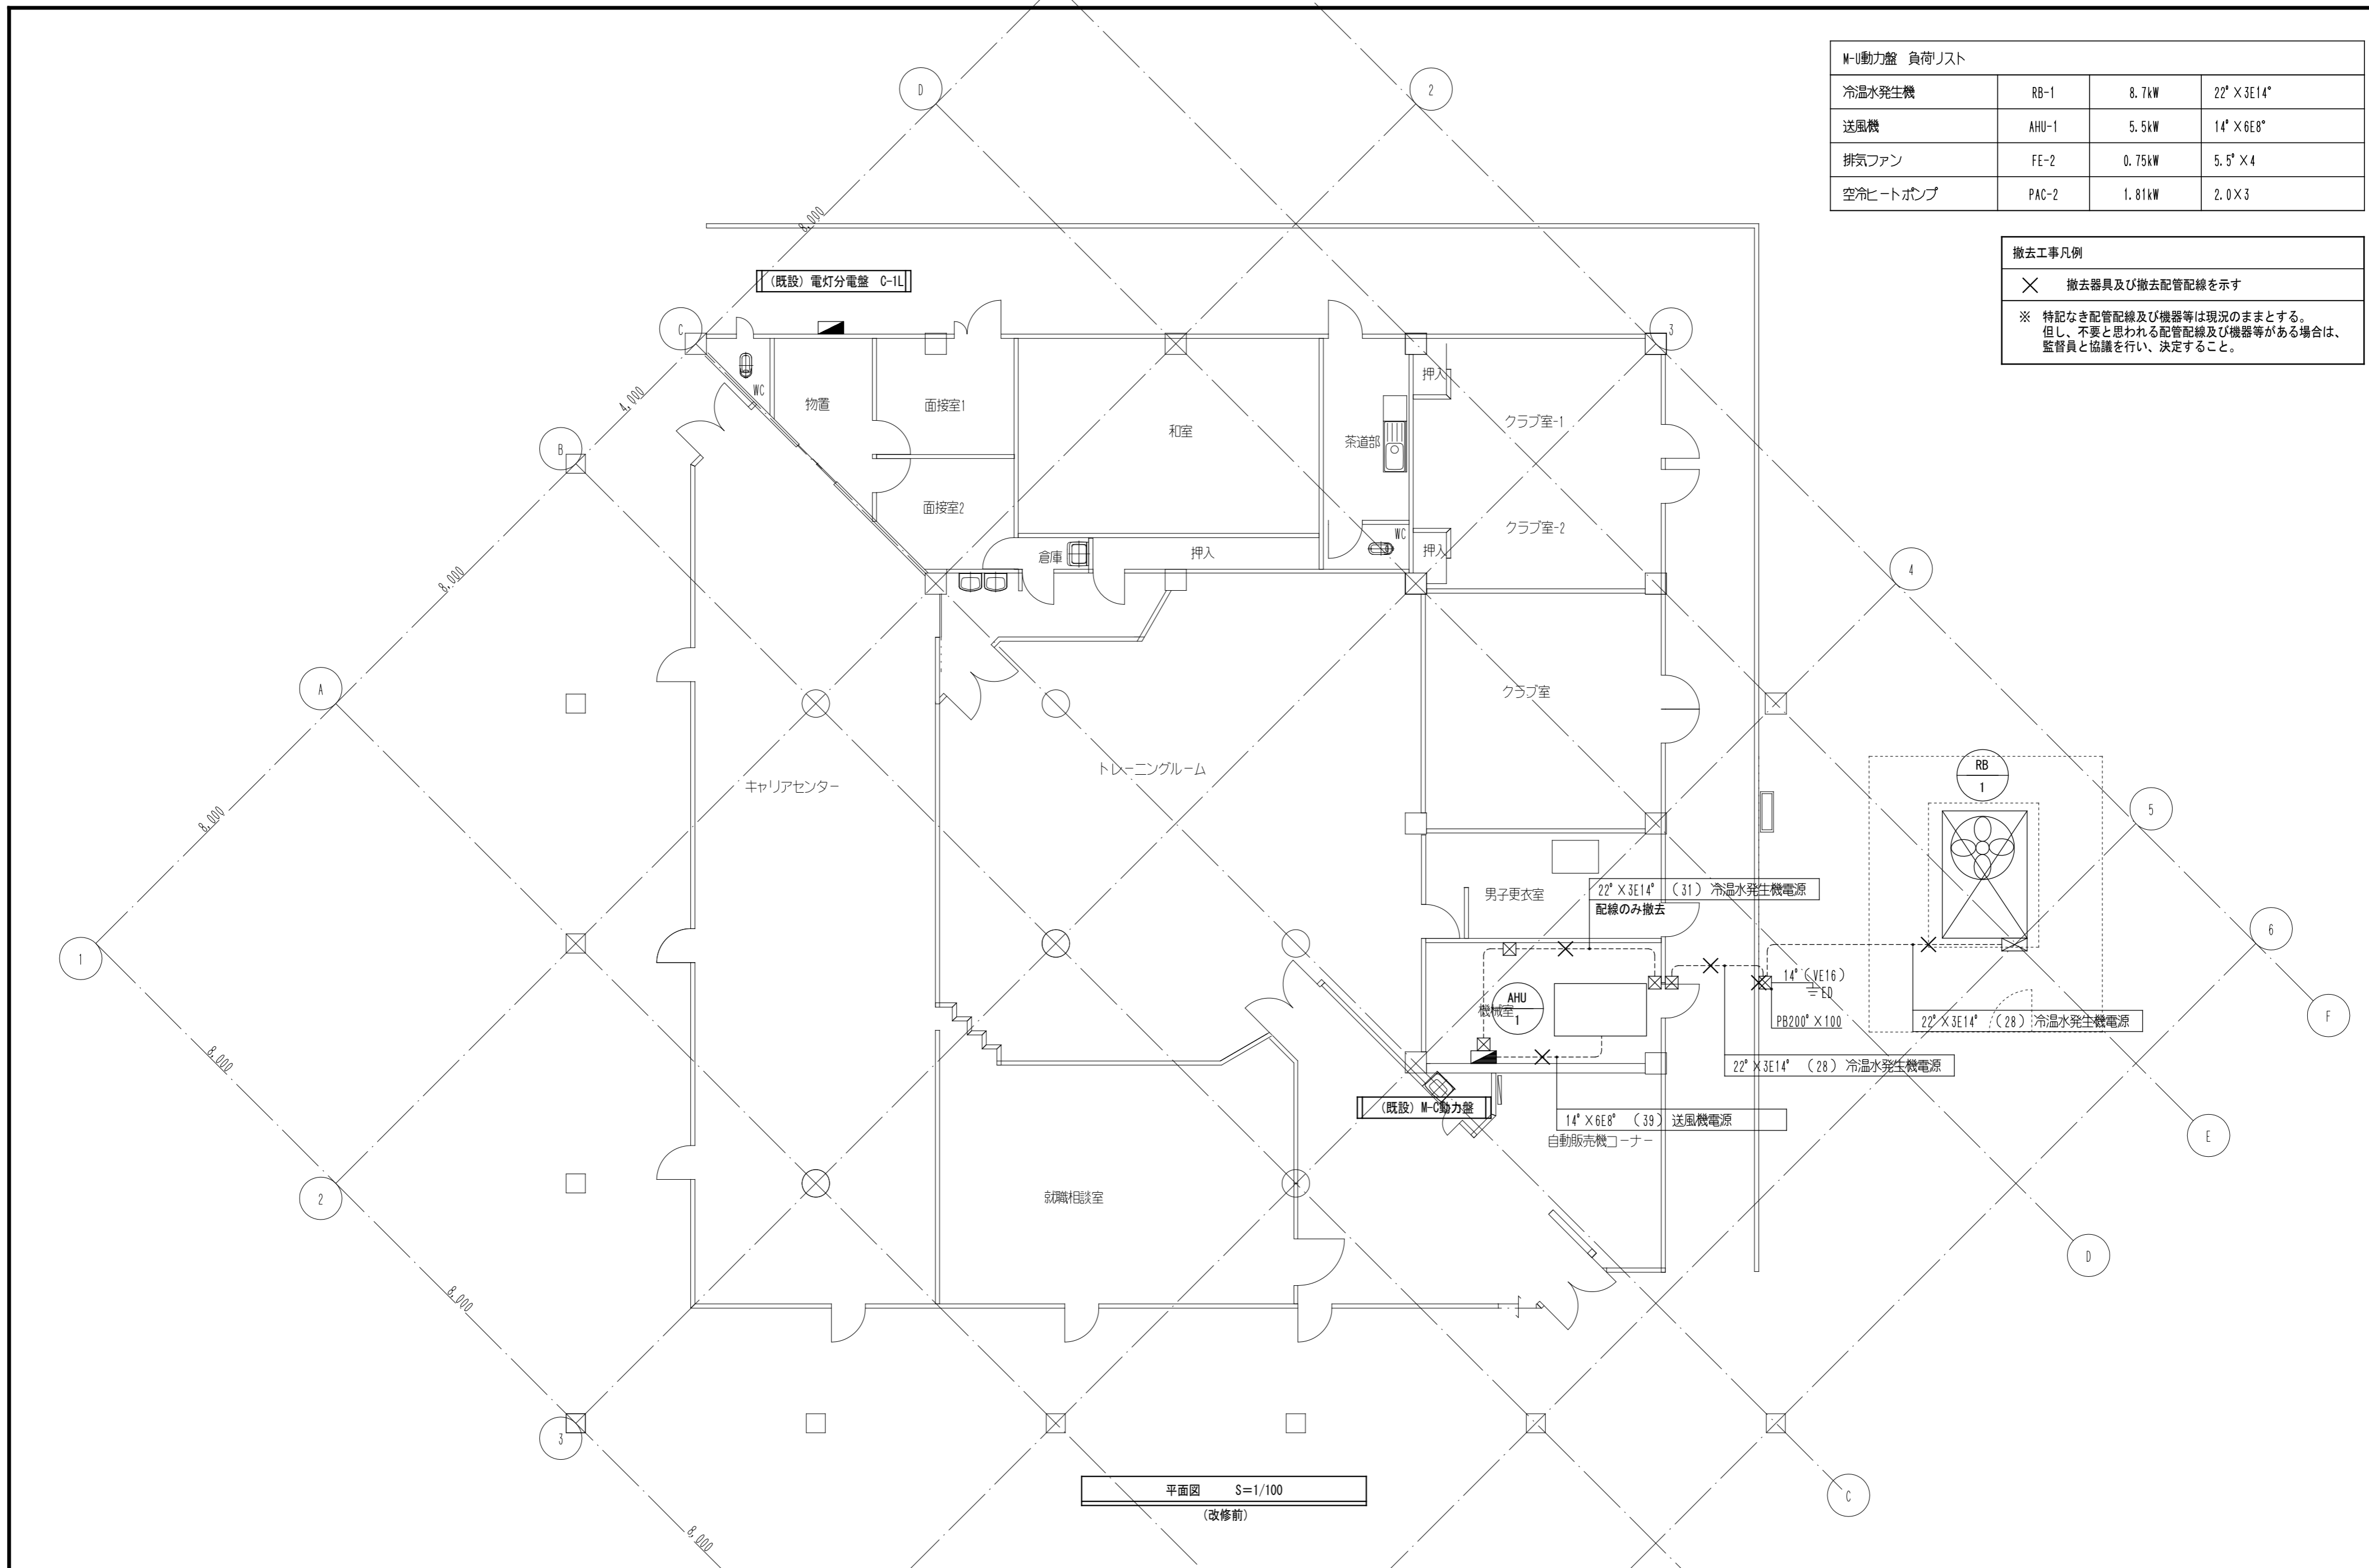 M-U動力盤 負荷リスト
冷温水発生機 RB-1 8.7kW 22°×3E14°
送風機 AHU-1 5.5kW 14°×6E8°
排気ファン FE-2 0.75kW 5.5°×4
空冷ヒートポンプ PAC-2 1.81kW 2.0×3
撤去工事凡例
× 撤去器具及び撤去配管配線を示す
※ 特記なき配管配線及び機器等は現況のままとする。
但し、不要と思われる配管配線及び機器等がある場合は、
監督員と協議を行い、決定すること。
D
2
8,000
(既設) 電灯分電盤 C-1L
C
3
WC
物置
面接室1
和室
茶道部
押入
クラブ室-1
4,000
B
面接室2
クラブ室-2
WC
倉庫
押入
押入
8,000
4
A
クラブ室
キャリアセンター
トレーニングルーム
RB
1
8,000
5
男子更衣室
22°×3E14° (31) 冷温水発生機電源
配線のみ撤去
1
6
14°(VE16)
ED
AHU
1
機械室
PB200°×100
22°×3E14° (28) 冷温水発生機電源
F
8,000
22°×3E14° (28) 冷温水発生機電源
(既設) M-C動力盤
14°×6E8° (39) 送風機電源
自動販売機コーナー
E
2
就職相談室
D
8,000
3
C
平面図 S=1/100
(改修前)
8,000